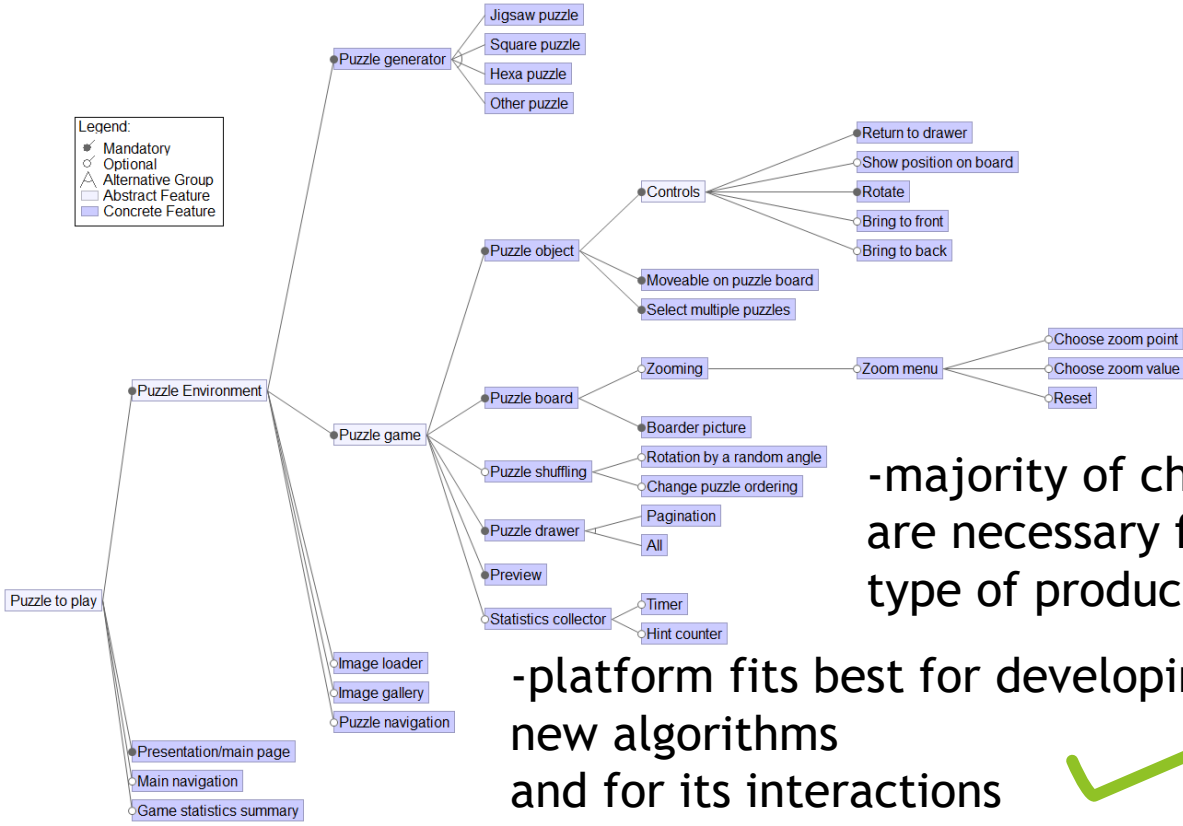 Jigsaw puzzle
Square puzzle
Puzzle generator
Hexa puzzle
Other puzzle
Legend:
Mandatory
Optional
Alternative Group
Abstract Feature
Concrete Feature
Return to drawer
Show position on board
Controls
Rotate
Bring to front
Bring to back
Puzzle object
Moveable on puzzle board
Select multiple puzzles
Choose zoom point
Zooming
Zoom menu
Choose zoom value
Puzzle Environment
Puzzle board
Reset
Boarder picture
Puzzle game
Rotation by a random angle
Puzzle shuffling
Change puzzle ordering
Pagination
Puzzle drawer
All
Preview
Timer
Statistics collector
Hint counter
Puzzle to play
Image loader
Image gallery
Puzzle navigation
Presentation/main page
Main navigation
Game statistics summary
-majority of
are necessary
type of
-platform fits best for
new algorithms
and for its interactions